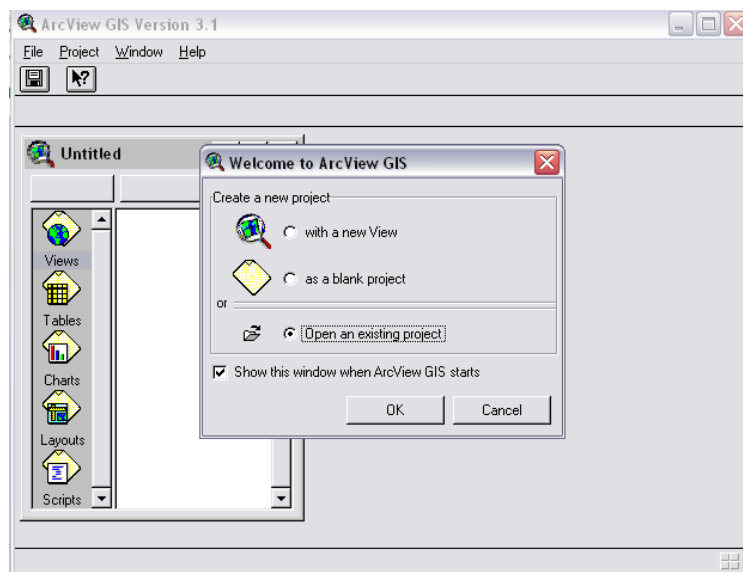 ArcView GIS Version 3.1
File Project Window Help
Untitled
Views
Tables
Charts
Layouts
Scripts
Welcome to ArcView GIS
Create a new project
with a new View
as a blank project
or
Open an existing project
Show this window when ArcView GIS starts
OK Cancel